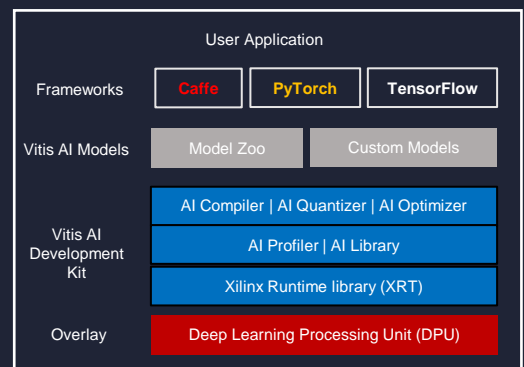 User Application
Frameworks
Caffe
PyTorch
TensorFlow
Vitis AI Models
Model Zoo
Custom Models
Vitis AI
Development
Kit
AI Compiler | AI Quantizer | AI Optimizer
AI Profiler | AI Library
Xilinx Runtime library (XRT)
Overlay
Deep Learning Processing Unit (DPU)